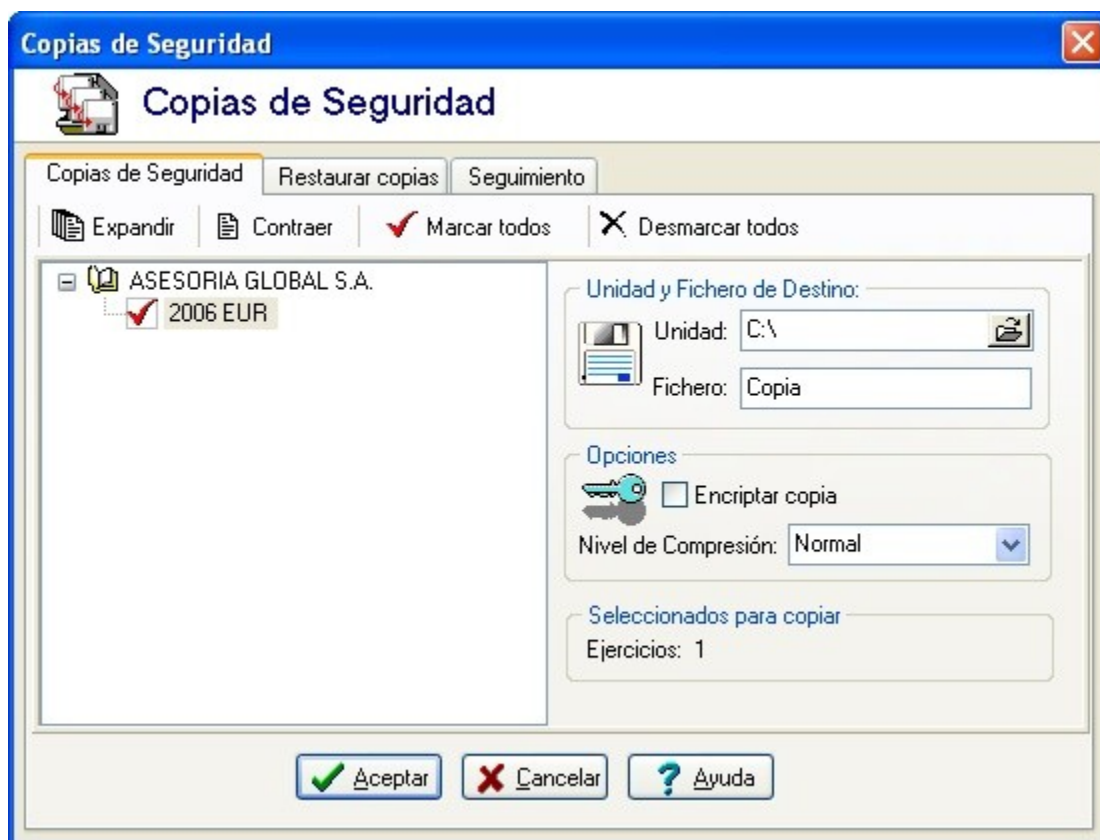 Copias de Seguridad
Copias de Seguridad
Copias de Seguridad Restaurar copias Seguimiento
Expandir Contraer Marcar todos Desmarcar todos
ASESORIA GLOBAL S.A.
2006 EUR
Unidad y Fichero de Destino:
Unidad: C:\
Fichero: Copia
Opciones
Encriptar copia
Nivel de Compresión: Normal
Seleccionados para copiar
Ejercicios: 1
Aceptar Cancelar Ayuda